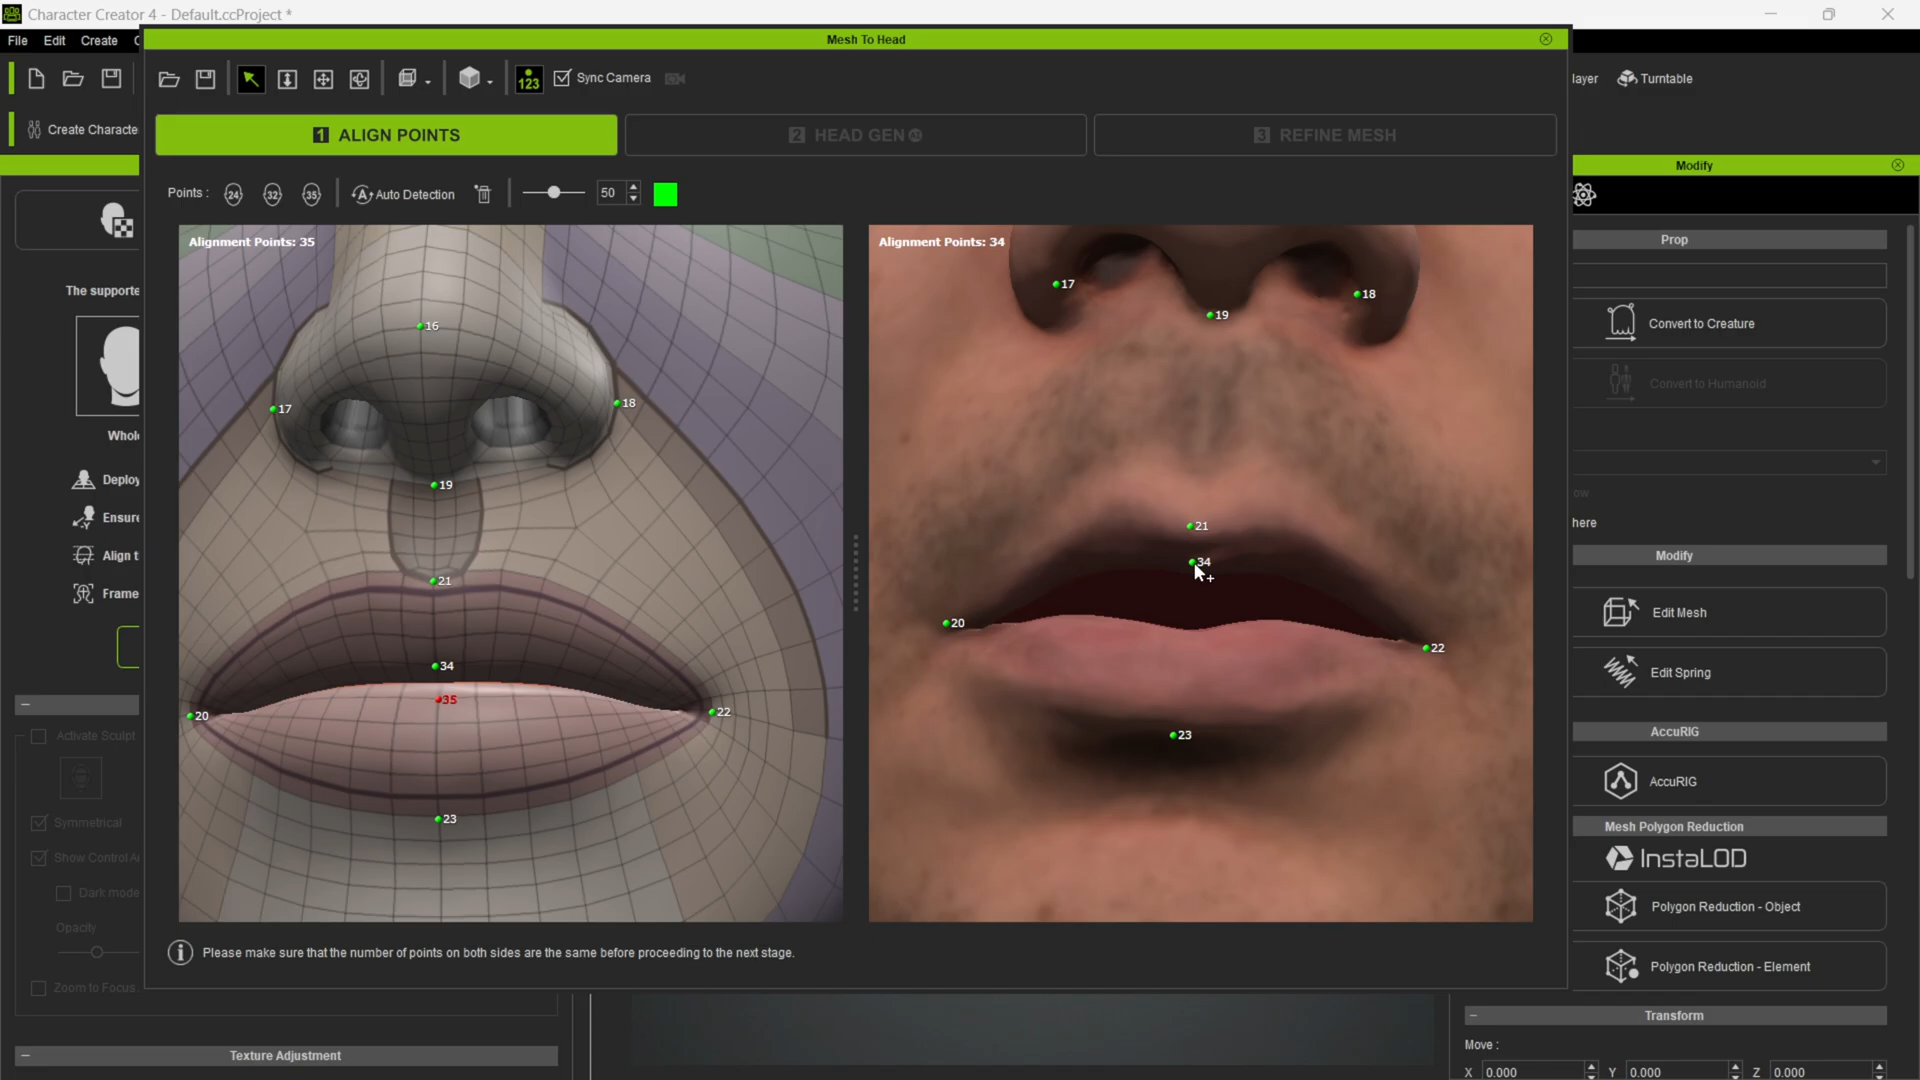 Character Creator 4 - Default.ccProject *
File Edit Create
Mesh To Head
123
Sync Camera
layer
Turntable
Create Characte
1 ALIGN POINTS
2 HEAD GEN
3 REFINE MESH
Modify
Points :
24
32
35
Auto Detection
50
Alignment Points: 35
Alignment Points: 34
Prop
The supporte
Convert to Creature
Convert to Humanoid
Whole
Deploy
Ensure
Align t
Frame
ow
here
Modify
Edit Mesh
Edit Spring
AccuRIG
AccuRIG
Mesh Polygon Reduction
InstaLOD
Polygon Reduction - Object
Polygon Reduction - Element
16
17
18
19
21
34
35
20
22
23
17
18
19
21
34
20
22
23
Activate Sculpt
Symmetrical
Show Control Ar
Dark mode
Opacity
Zoom to Focus
Please make sure that the number of points on both sides are the same before proceeding to the next stage.
Texture Adjustment
Transform
Move :
X 0.000 Y 0.000 Z 0.000